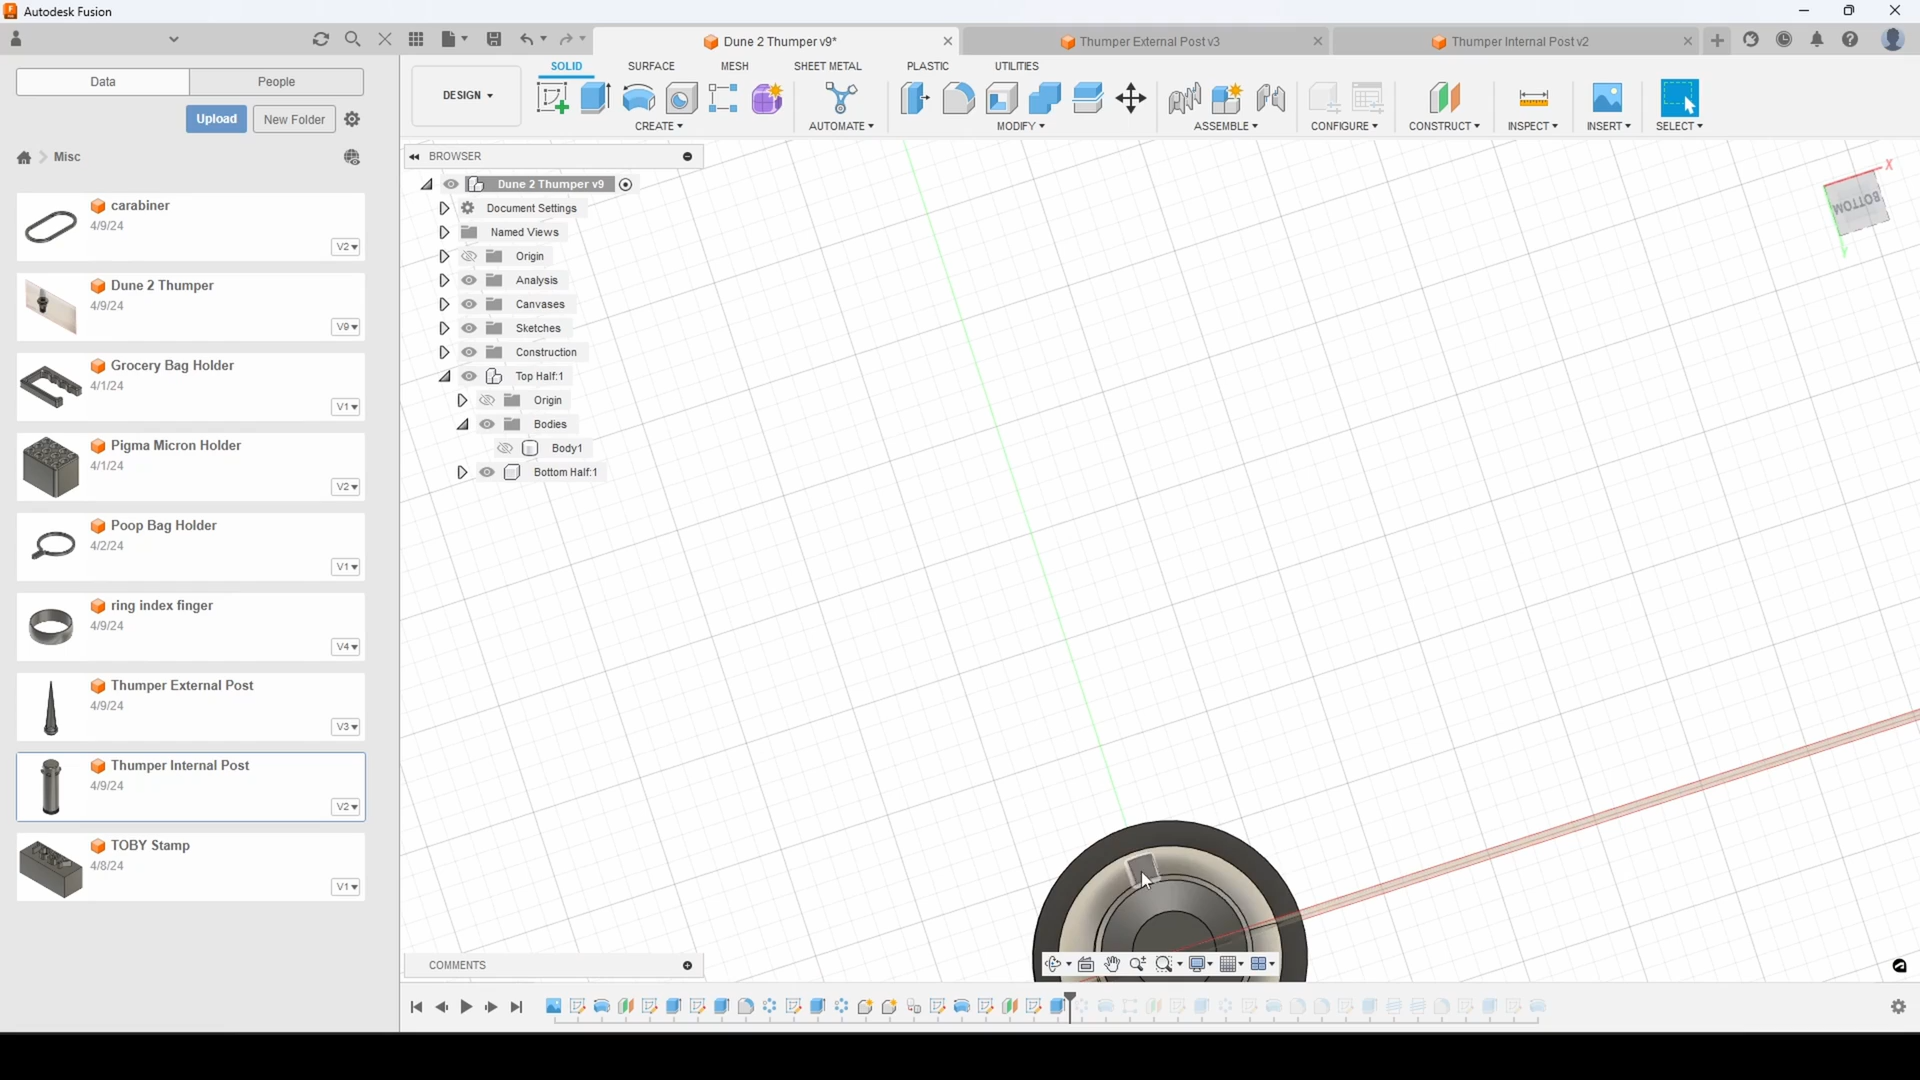 Autodesk Fusion
Dune 2 Thumper v9*
Thumper External Post v3
Thumper Internal Post v2
Data
People
Upload
New Folder
Misc
carabiner
4/9/24
V2
Dune 2 Thumper
4/9/24
V9
Grocery Bag Holder
4/1/24
V1
Pigma Micron Holder
4/1/24
V2
Poop Bag Holder
4/2/24
V1
ring index finger
4/9/24
V4
Thumper External Post
4/9/24
V3
Thumper Internal Post
4/9/24
V2
TOBY Stamp
4/8/24
V1
DESIGN
SOLID
SURFACE
MESH
SHEET METAL
PLASTIC
UTILITIES
CREATE
AUTOMATE
MODIFY
ASSEMBLE
CONFIGURE
CONSTRUCT
INSPECT
INSERT
SELECT
BROWSER
Dune 2 Thumper v9
Document Settings
Named Views
Origin
Analysis
Canvases
Sketches
Construction
Top Half:1
Origin
Bodies
Body1
Bottom Half:1
X
BOTTOM
COMMENTS